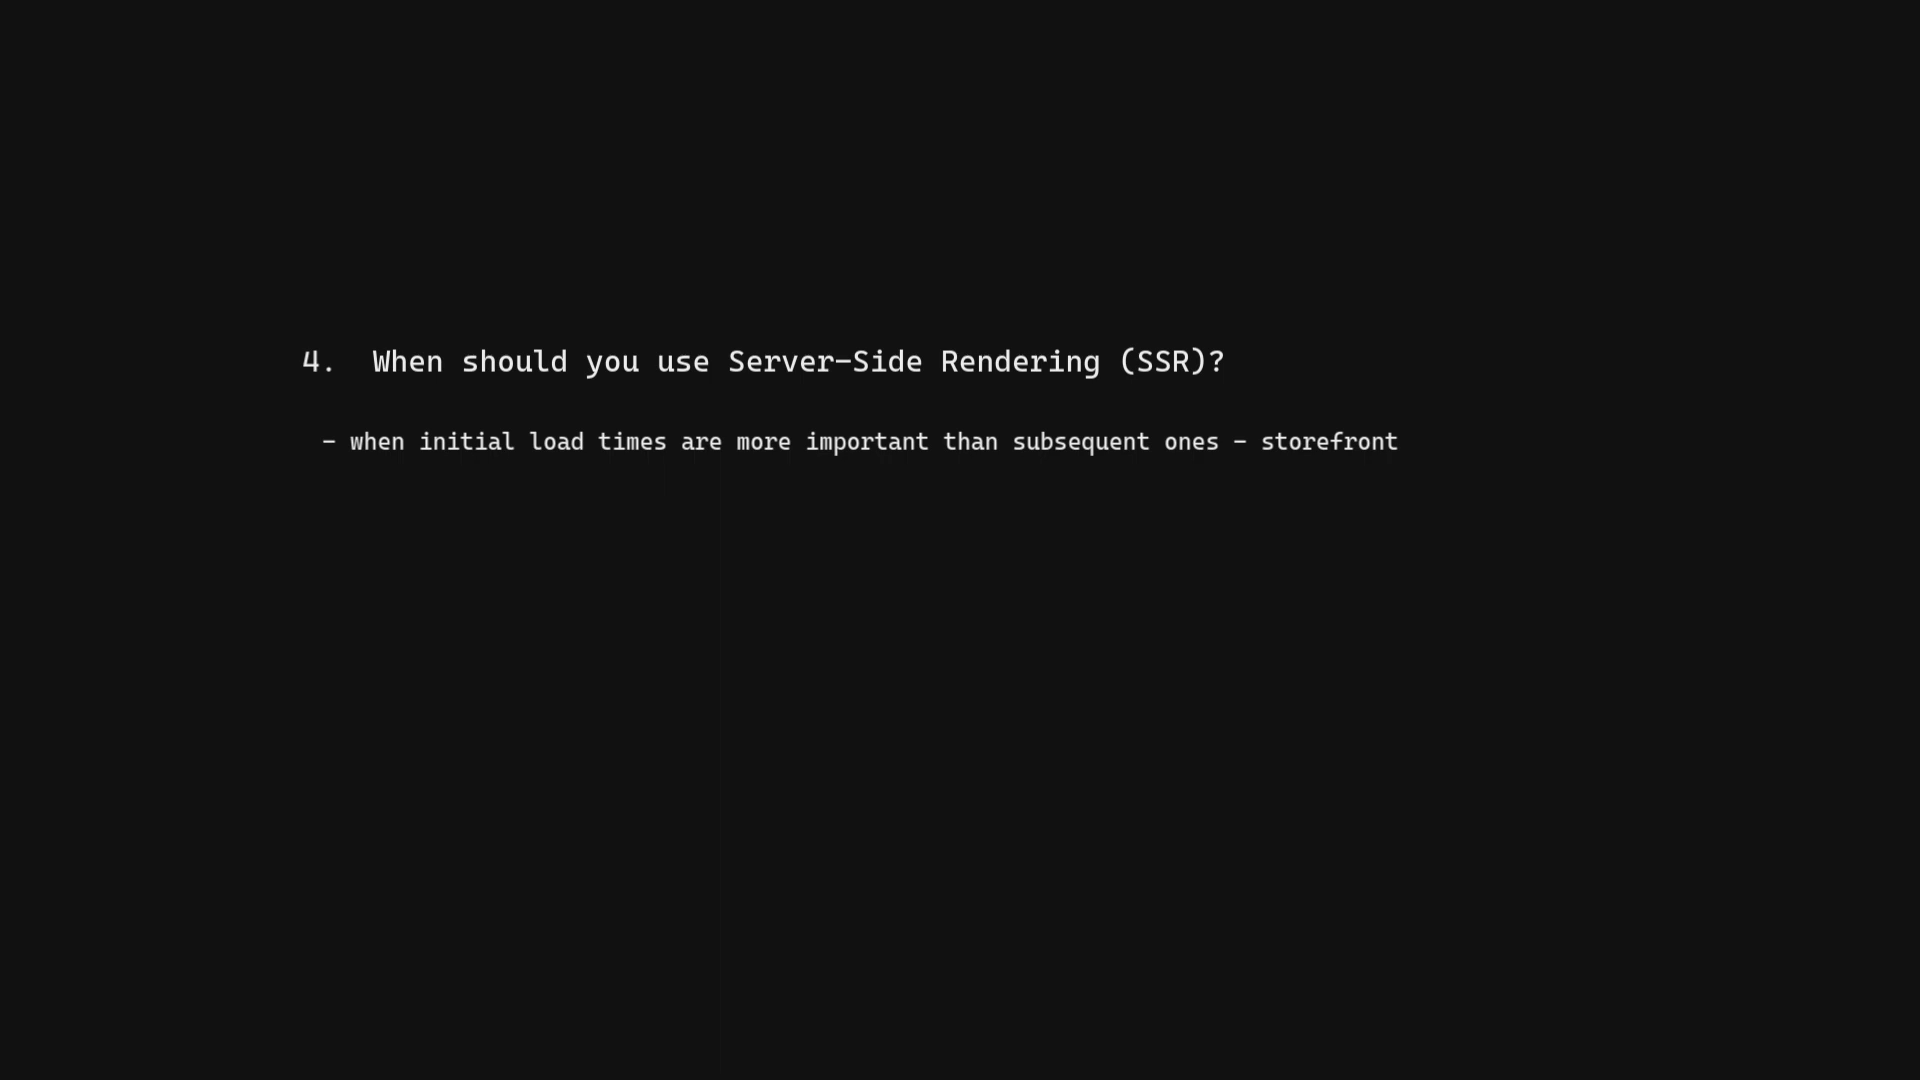 4. When should you use Server-Side Rendering (SSR)?
- when initial load times are more important than subsequent ones - storefront